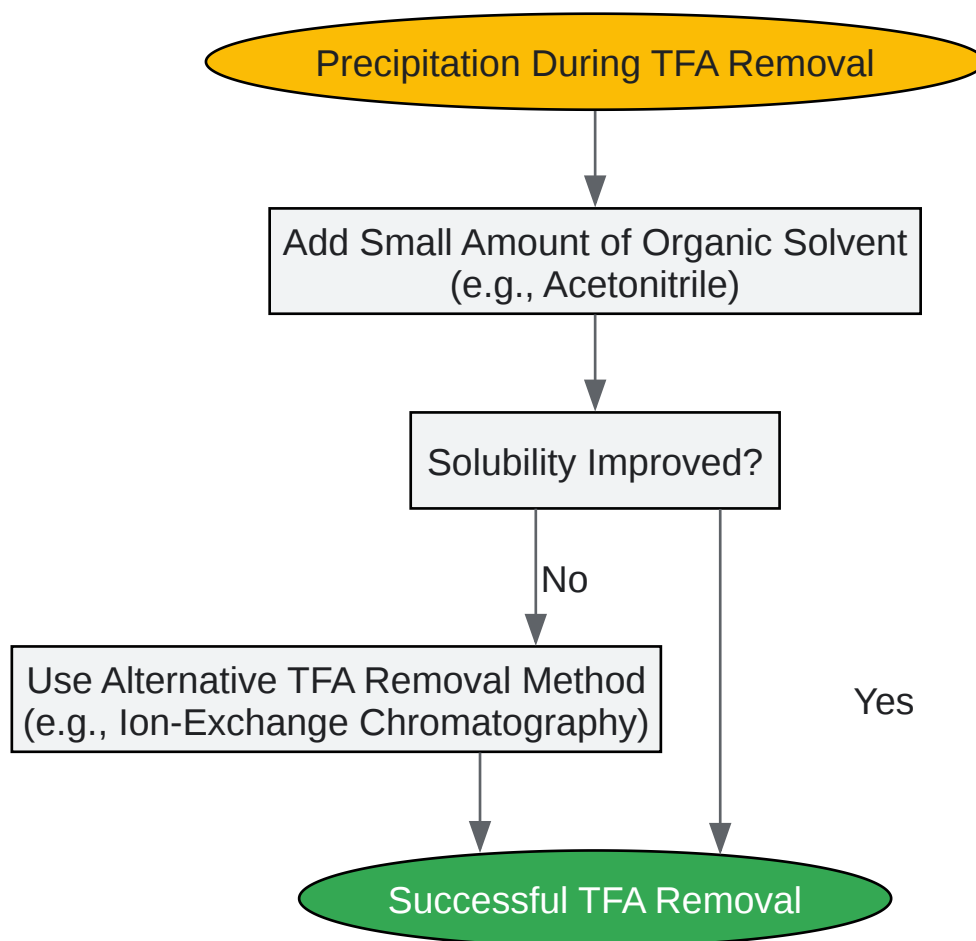 Precipitation During TFA Removal
Add Small Amount of Organic Solvent
(e.g., Acetonitrile)
Solubility Improved?
No
Use Alternative TFA Removal Method
(e.g., Ion-Exchange Chromatography)
Yes
Successful TFA Removal